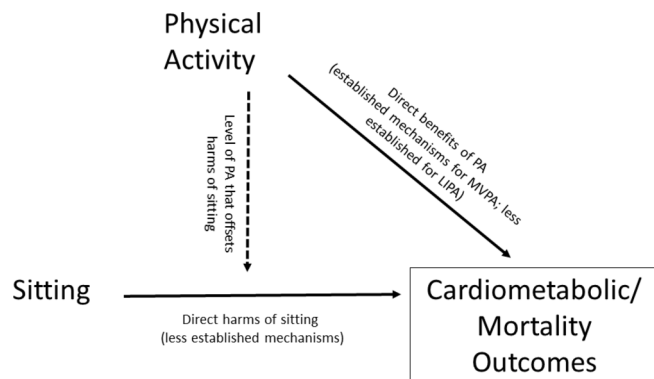 Physical
Activity
Direct benefits of PA
(established mechanisms for MVPA; less
established for LIPA)
Level of PA that offsets
harms of sitting
Sitting
Direct harms of sitting
(less established mechanisms)
Cardiometabolic/
Mortality
Outcomes